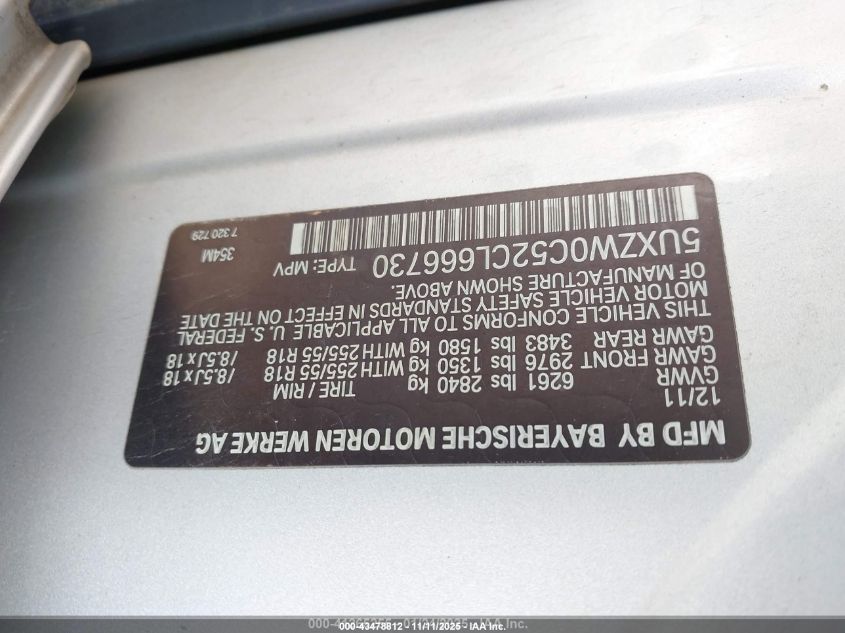 MFD BY BAYERISCHE MOTOREN WERKE AG
12/11
GVWR 6261 lbs 2840 kg TIRE / RIM
GAWR FRONT 2976 lbs 1350 kg WITH 255/55 R18 /8.5J x 18
GAWR REAR 3483 lbs 1580 kg WITH 255/55 R18 /8.5J x 18
THIS VEHICLE CONFORMS TO ALL APPLICABLE U. S. FEDERAL
MOTOR VEHICLE SAFETY STANDARDS IN EFFECT ON THE DATE
OF MANUFACTURE SHOWN ABOVE.
5UXZW0C52CL666730 TYPE: MPV 354M
7 320 729
000-43478812 - 11/11/2025 - IAA Inc.